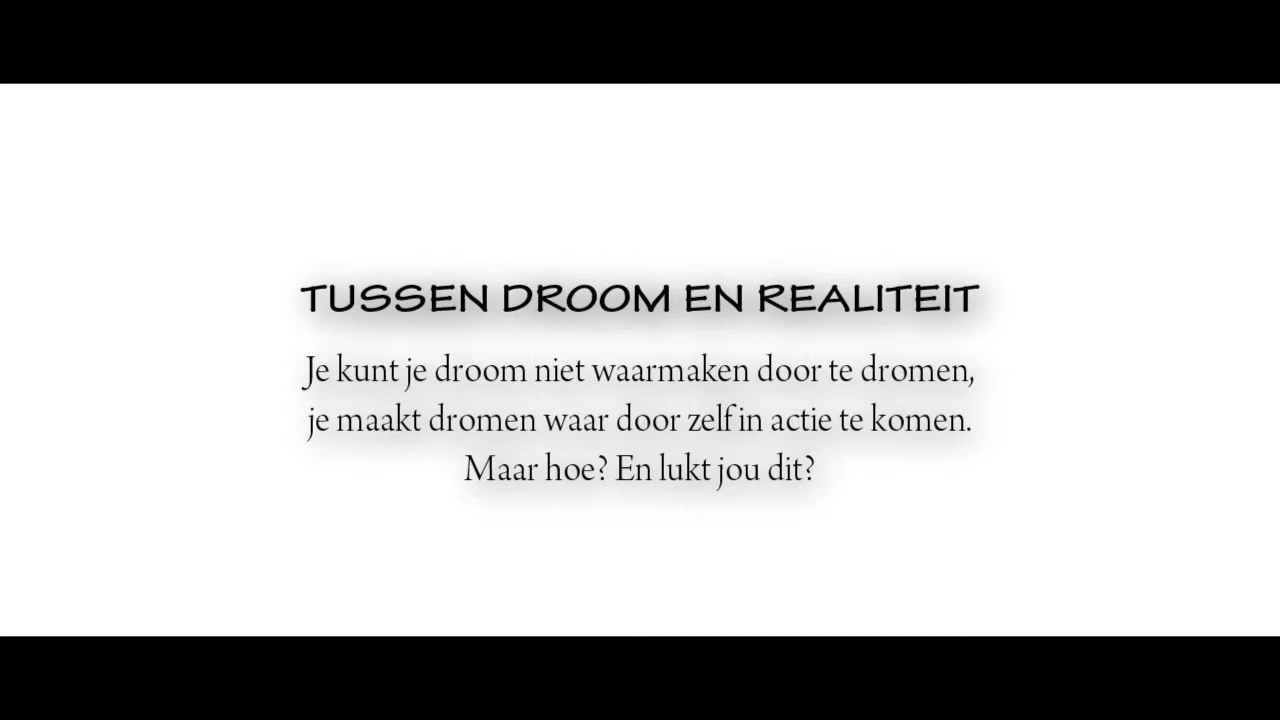 TUSSEN DROOM EN REALITEIT
Je kunt je droom niet waarmaken door te dromen,
je maakt dromen waar door zelf in actie te komen.
Maar hoe? En lukt jou dit?